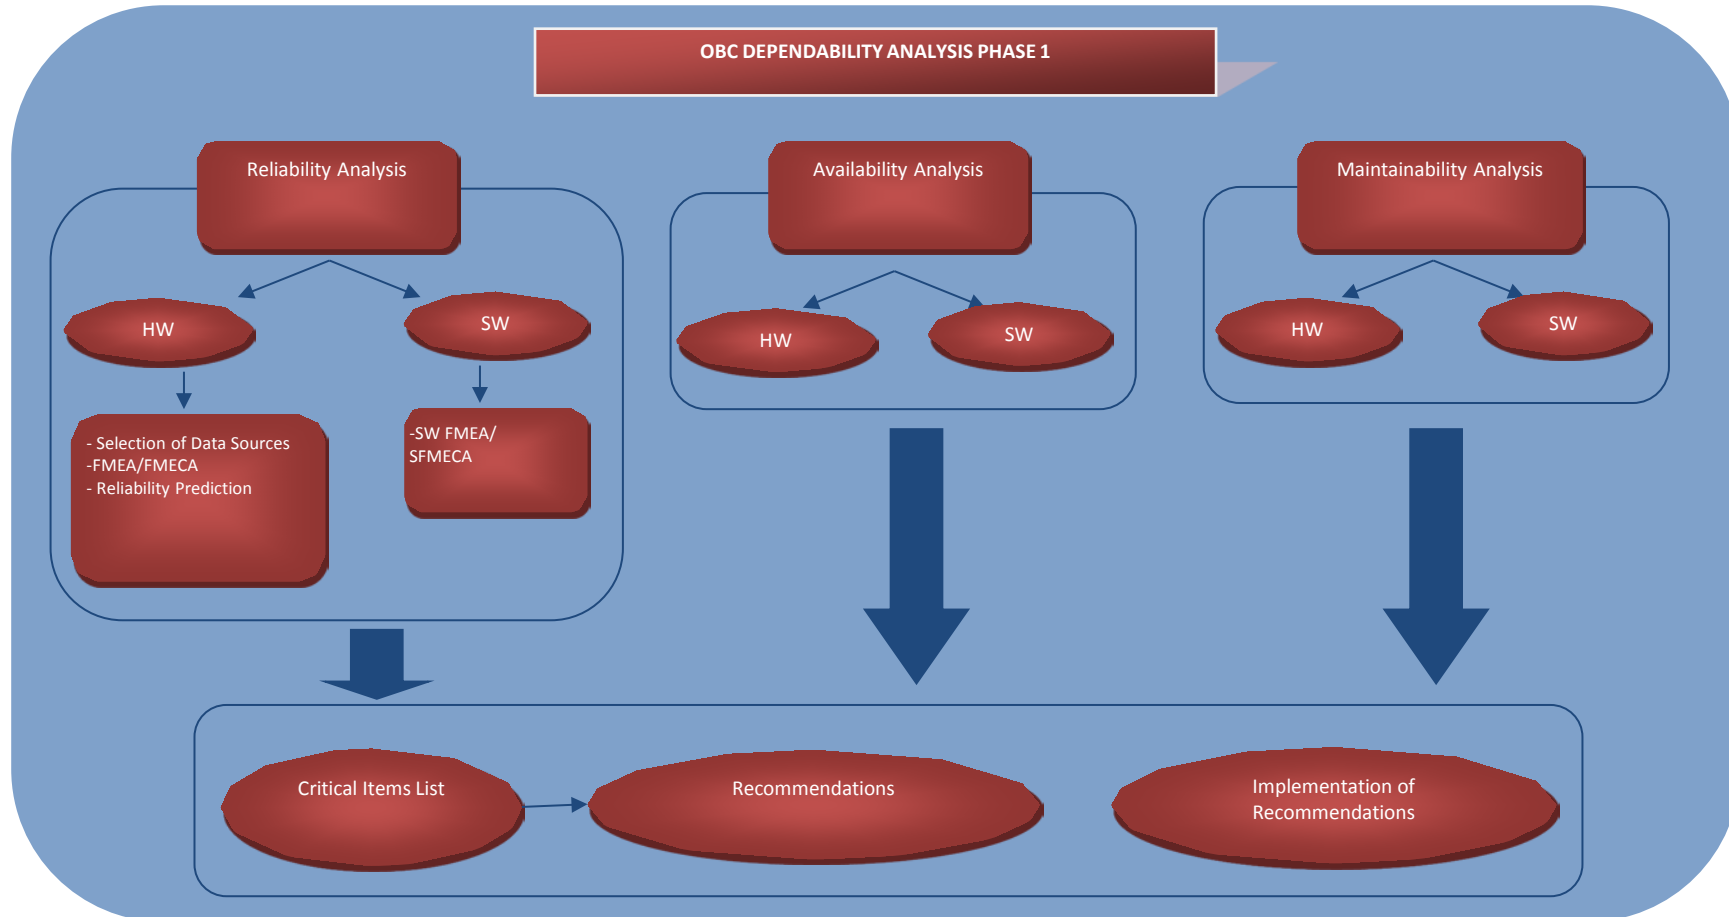 OBC DEPENDABILITY ANALYSIS PHASE 1
Reliability Analysis
Availability Analysis
Maintainability Analysis
HW
SW
HW
SW
HW
SW
- Selection of Data Sources
-FMEA/FMECA
- Reliability Prediction
-SW FMEA/
SFMECA
Critical Items List
Recommendations
Implementation of
Recommendations